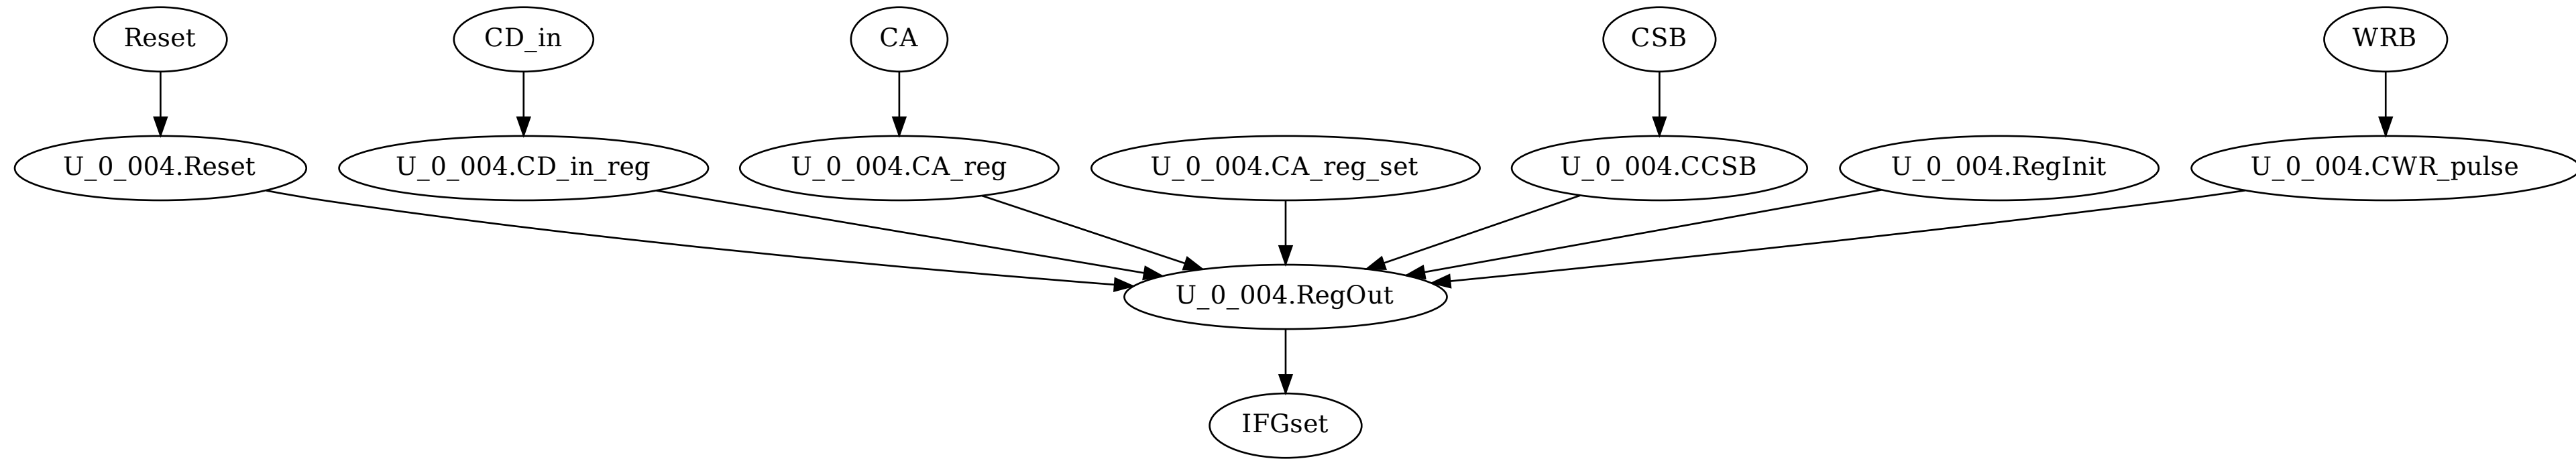 Reset
CD_in
CA
CSB
WRB
U_0_004.Reset
U_0_004.CD_in_reg
U_0_004.CA_reg
U_0_004.CA_reg_set
U_0_004.CCSB
U_0_004.RegInit
U_0_004.CWR_pulse
U_0_004.RegOut
IFGset